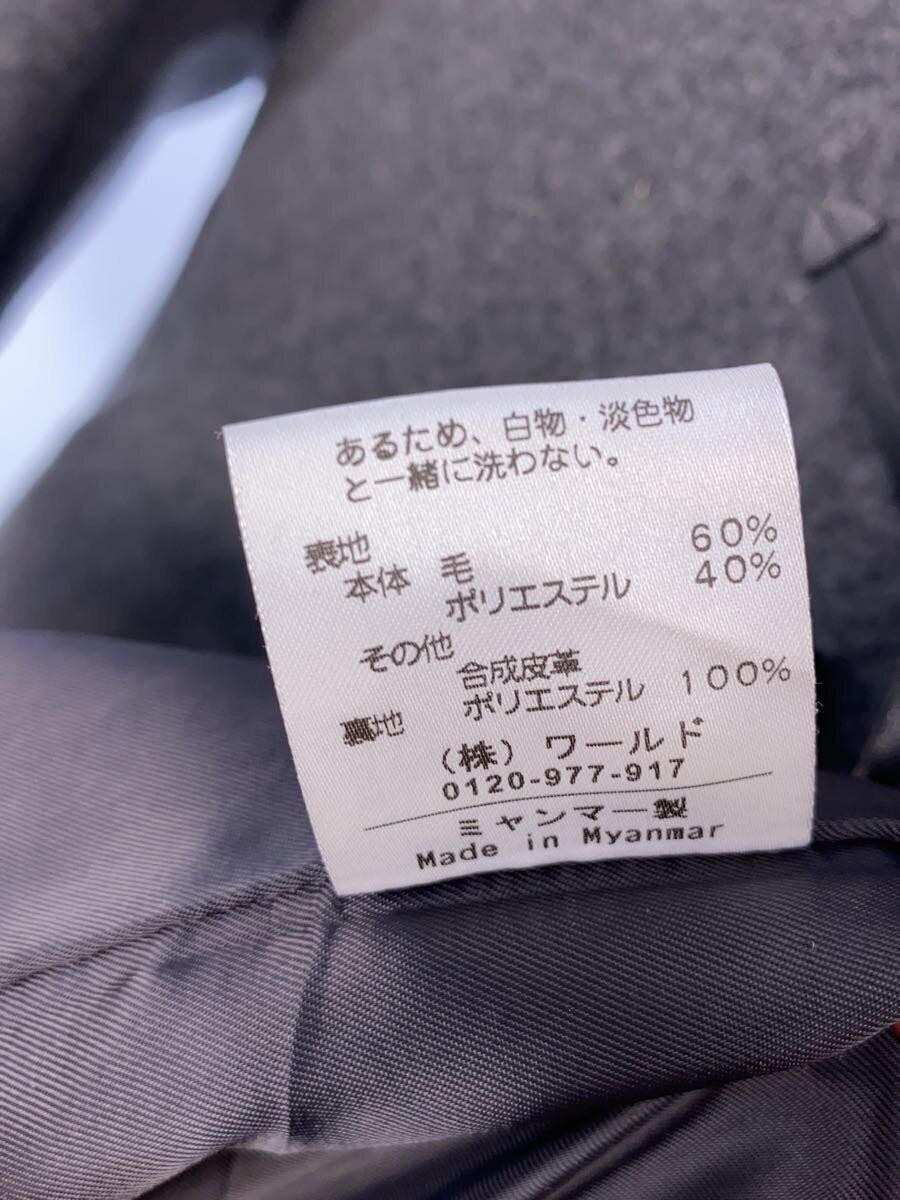 あるため、白物・淡色物
と一緒に洗わない。
表地
本体 毛 60%
ポリエステル 40%
その他
合成皮革
裏地 ポリエステル 100%
(株) ワールド
0120-977-917
ミャンマー製
Made in Myanmar